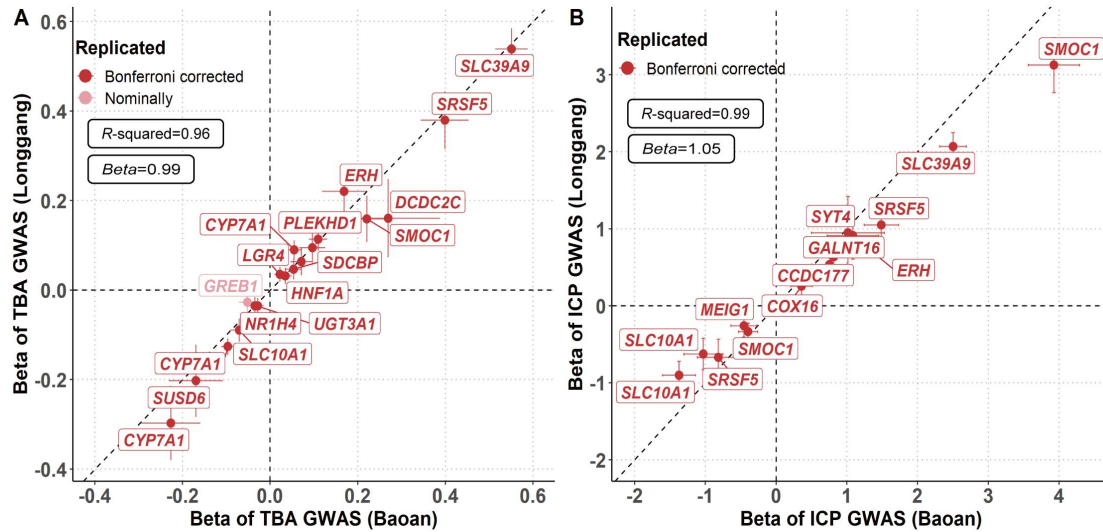 A
Beta of TBA GWAS (Longgang)
0.6
0.4
0.2
0.0
-0.2
-0.4
Replicated
Bonferroni corrected
Nominally
R-squared=0.96
Beta=0.99
SLC39A9
SRSF5
ERH
DCDC2C
CYP7A1
PLEKHD1
SMOC1
LGR4
SDCBP
GREB1
HNF1A
NR1H4
UGT3A1
SLC10A1
CYP7A1
SUSD6
CYP7A1
-0.4
-0.2
0.0
0.2
0.4
0.6
Beta of TBA GWAS (Baoan)
B
Beta of ICP GWAS (Longgang)
3
2
1
0
-1
-2
Replicated
Bonferroni corrected
R-squared=0.99
Beta=1.05
SMOC1
SLC39A9
SYT4
SRSF5
GALNT16
CCDC177
ERH
COX16
MEIG1
SLC10A1
SMOC1
SRSF5
SLC10A1
-2
-1
0
1
2
3
4
Beta of ICP GWAS (Baoan)